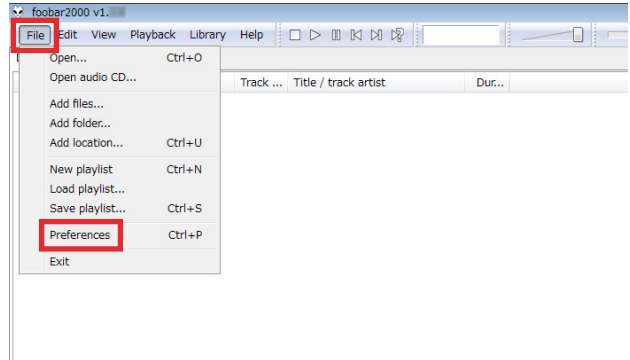 foobar2000 v1.
File Edit View Playback Library Help
Open... Ctrl+O
Open audio CD...
Track ... Title / track artist Dur...
Add files...
Add folder...
Add location... Ctrl+U
New playlist Ctrl+N
Load playlist...
Save playlist... Ctrl+S
Preferences Ctrl+P
Exit